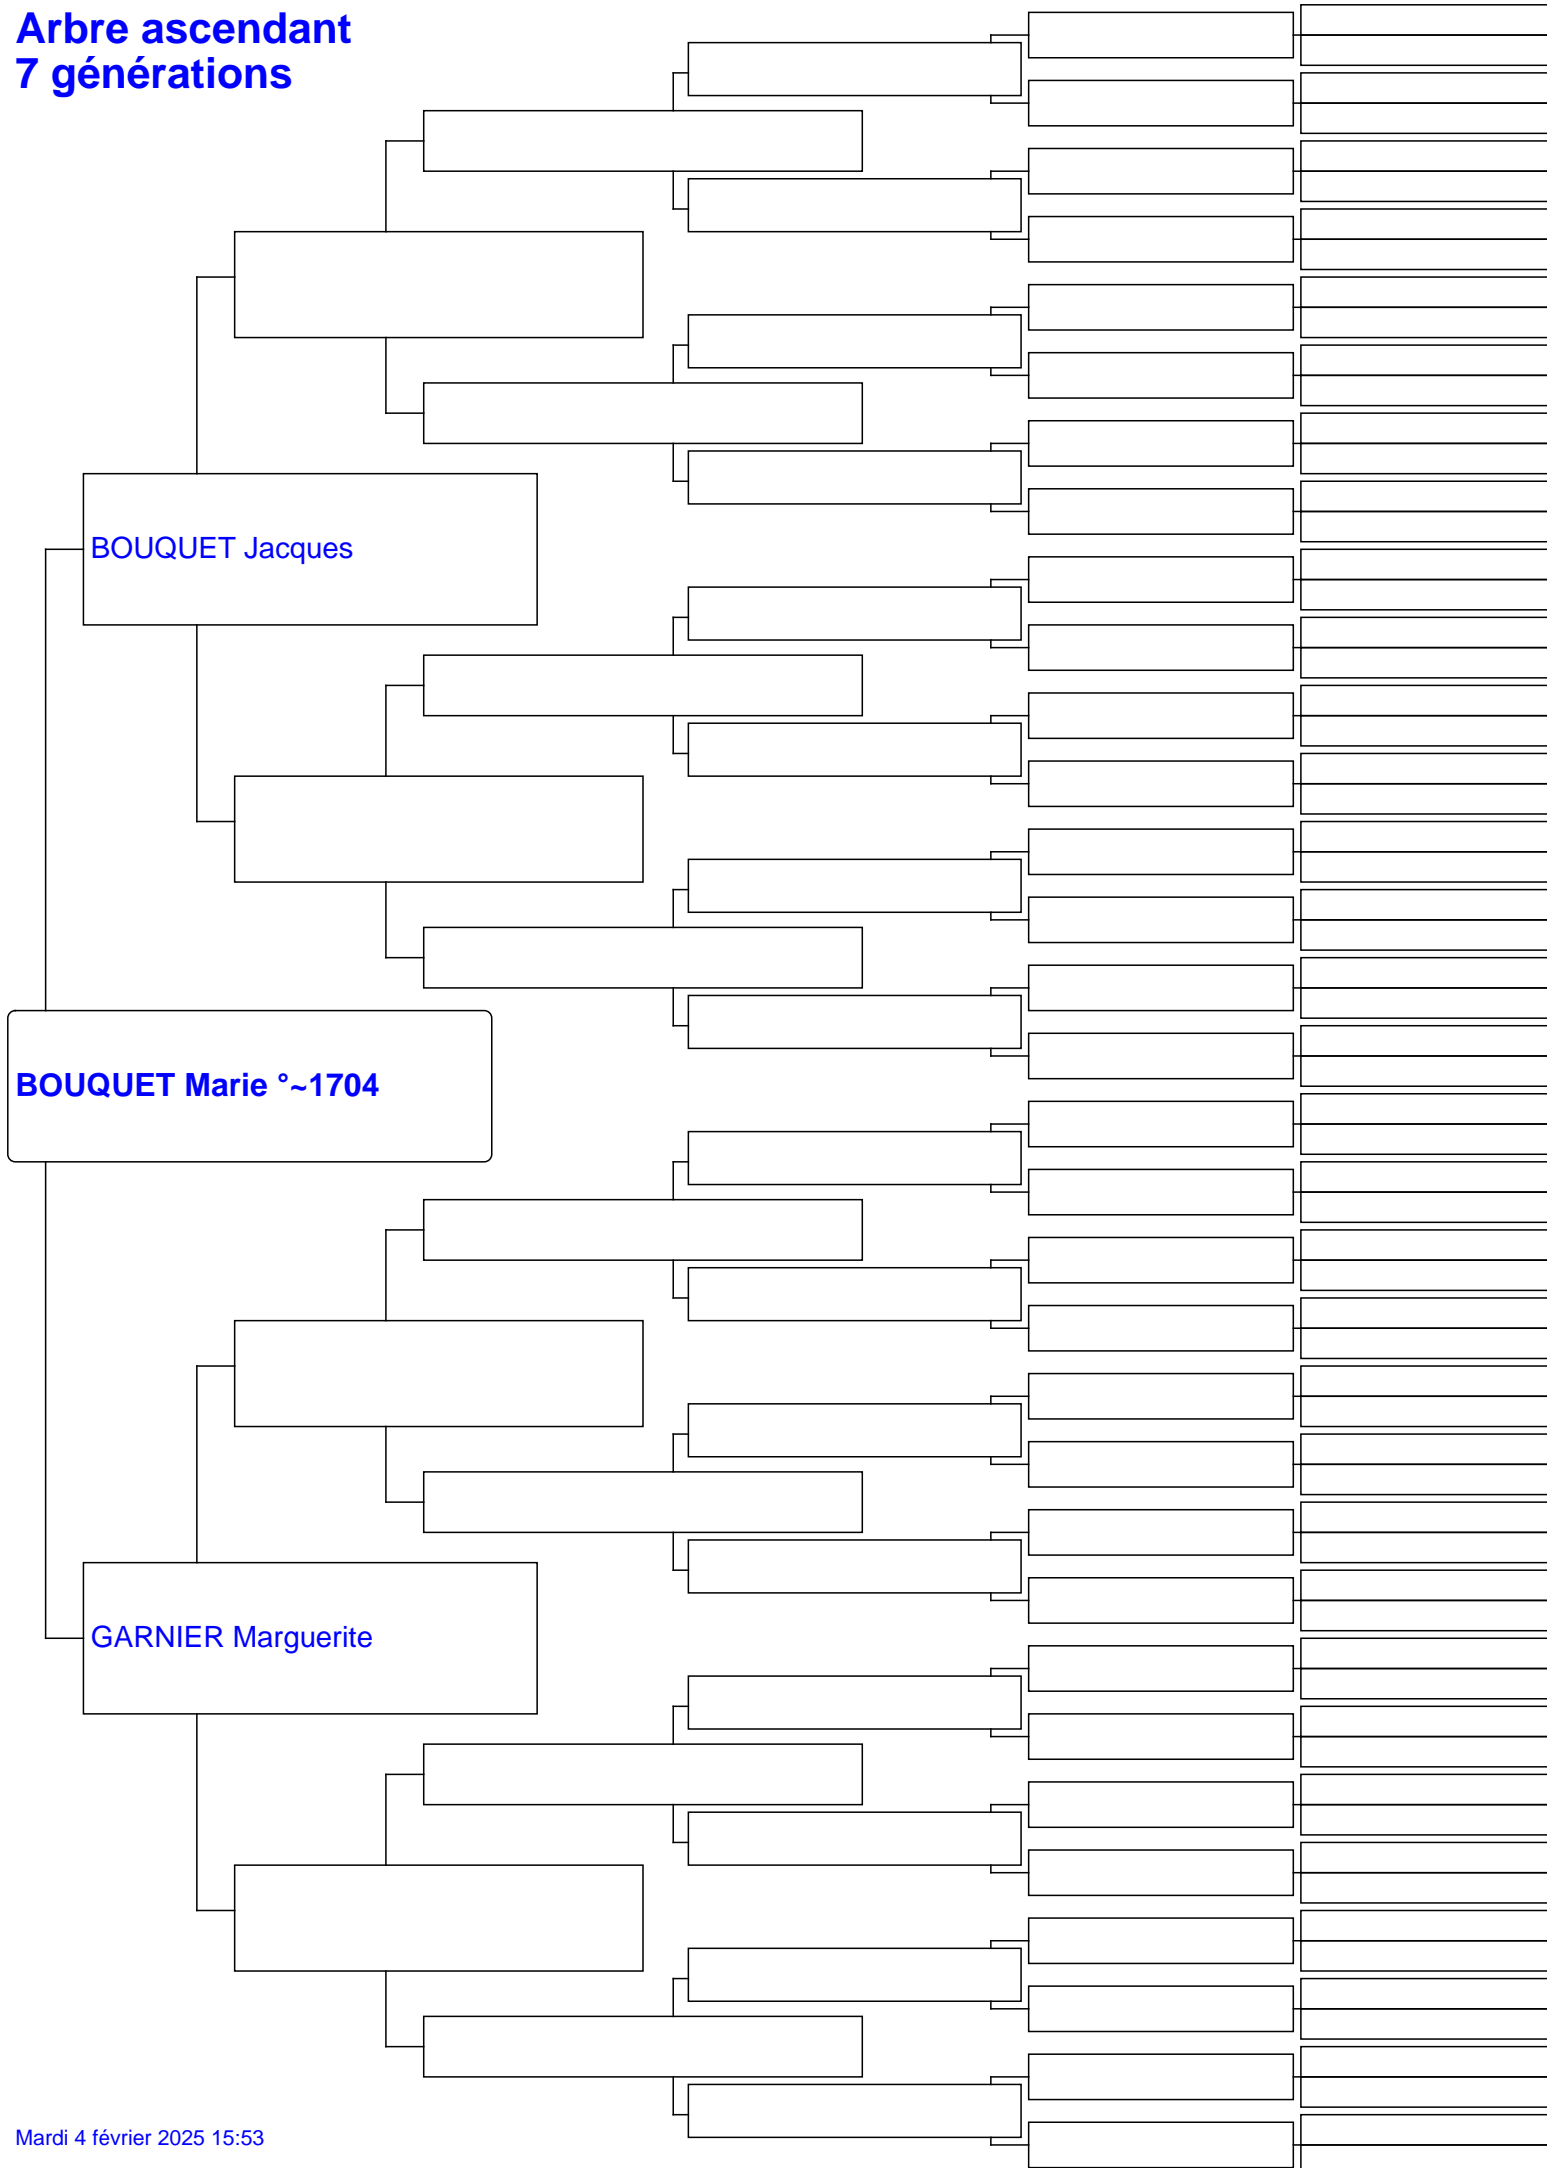 Arbre ascendant
7 générations
BOUQUET Jacques
BOUQUET Marie °~1704
GARNIER Marguerite
Mardi 4 février 2025 15:53